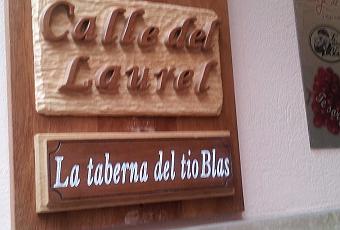 Calle del
Laurel
La taberna del tio Blas